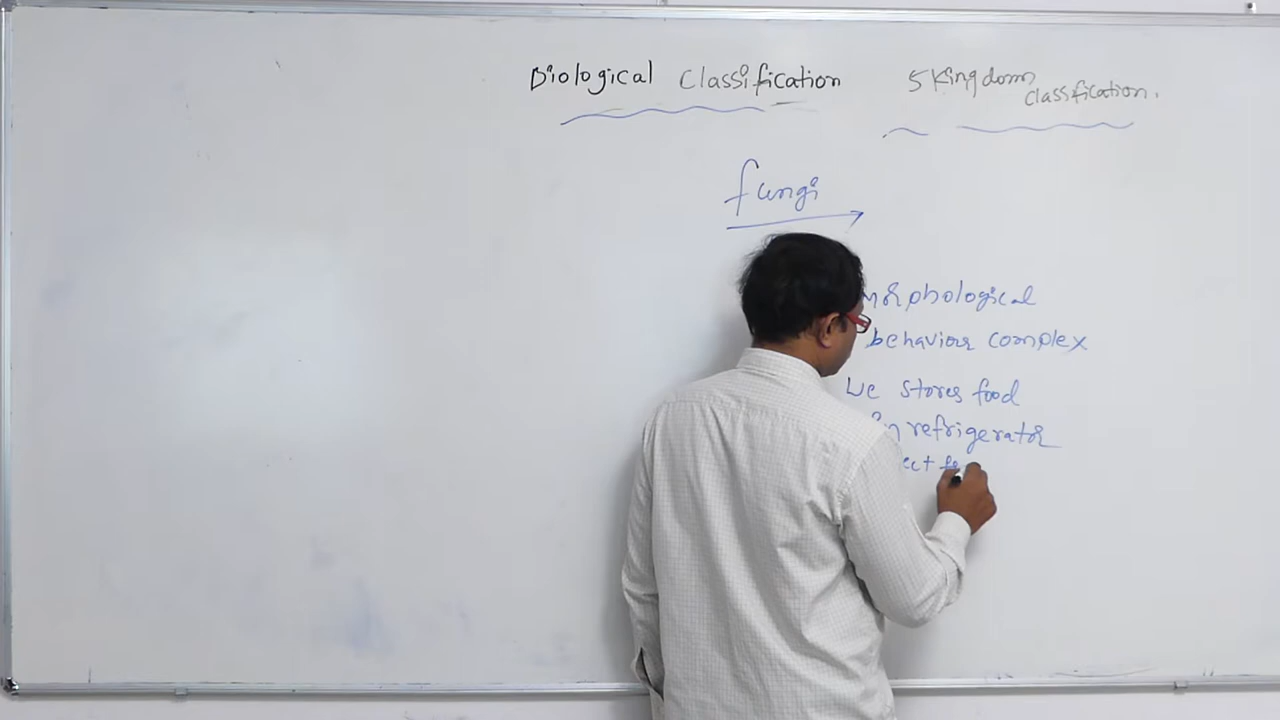 Biological Classification
5 Kingdom
classification.
fungi
morphological
behaviour complex
We stores food
in refrigerator